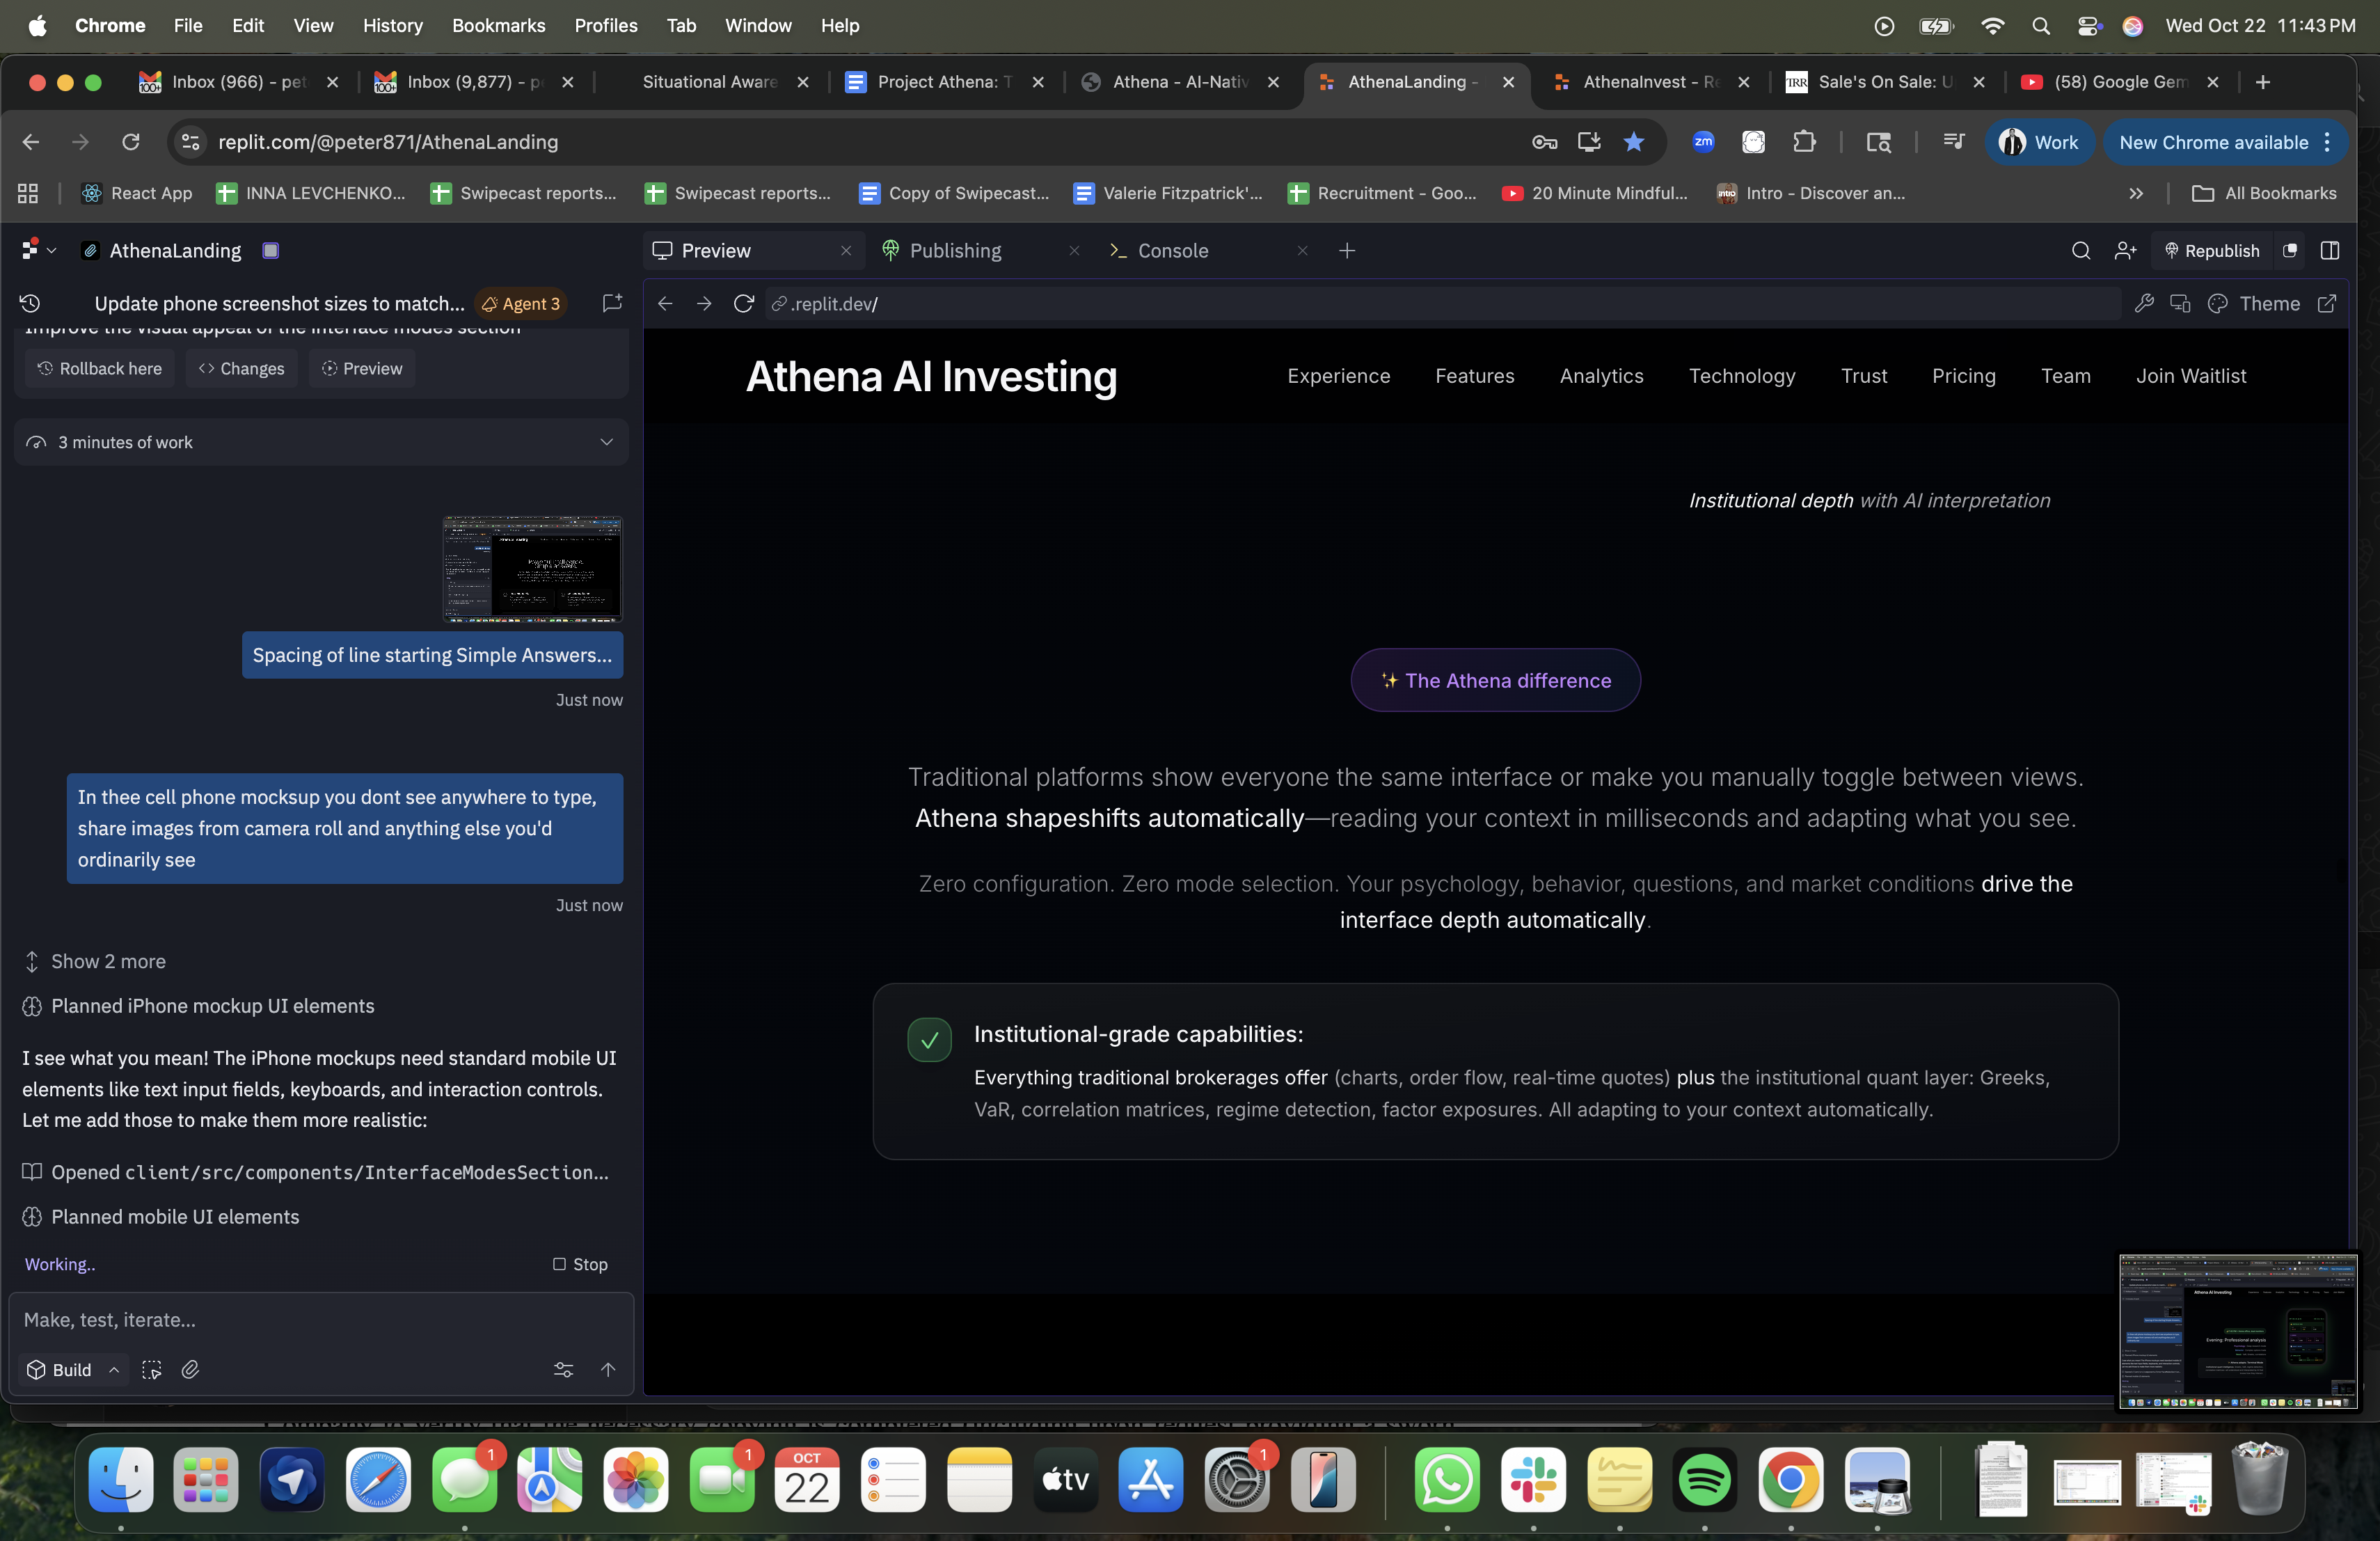 Chrome File Edit View History Bookmarks Profiles Tab Window Help
Wed Oct 22 11:43 PM
Inbox (966) - pet
Inbox (9,877) - p
Situational Aware
Project Athena: T
Athena - AI-Nativ
AthenaLanding -
AthenaInvest - Re
Sale's On Sale: U
(58) Google Gem
replit.com/@peter871/AthenaLanding
zm
Work
New Chrome available
React App
INNA LEVCHENKO...
Swipecast reports...
Swipecast reports...
Copy of Swipecast...
Valerie Fitzpatrick'...
Recruitment - Goo...
20 Minute Mindful...
Intro - Discover an...
All Bookmarks
AthenaLanding
Preview
Publishing
Console
Republish
Update phone screenshot sizes to match...
Agent 3
.replit.dev/
Theme
Improve the visual appeal of the interface modes section
Rollback here
Changes
Preview
3 minutes of work
Spacing of line starting Simple Answers...
Just now
In thee cell phone mocksup you dont see anywhere to type,
share images from camera roll and anything else you'd
ordinarily see
Just now
Show 2 more
Planned iPhone mockup UI elements
I see what you mean! The iPhone mockups need standard mobile UI
elements like text input fields, keyboards, and interaction controls.
Let me add those to make them more realistic:
Opened client/src/components/InterfaceModesSection...
Planned mobile UI elements
Working..
Stop
Make, test, iterate...
Build
Athena AI Investing
Experience
Features
Analytics
Technology
Trust
Pricing
Team
Join Waitlist
Institutional depth with AI interpretation
✨ The Athena difference
Traditional platforms show everyone the same interface or make you manually toggle between views.
Athena shapeshifts automatically—reading your context in milliseconds and adapting what you see.
Zero configuration. Zero mode selection. Your psychology, behavior, questions, and market conditions drive the
interface depth automatically.
Institutional-grade capabilities:
Everything traditional brokerages offer (charts, order flow, real-time quotes) plus the institutional quant layer: Greeks,
VaR, correlation matrices, regime detection, factor exposures. All adapting to your context automatically.
Athena AI Investing
Evening: Professional analysis
1
1
OCT
22
tv
1